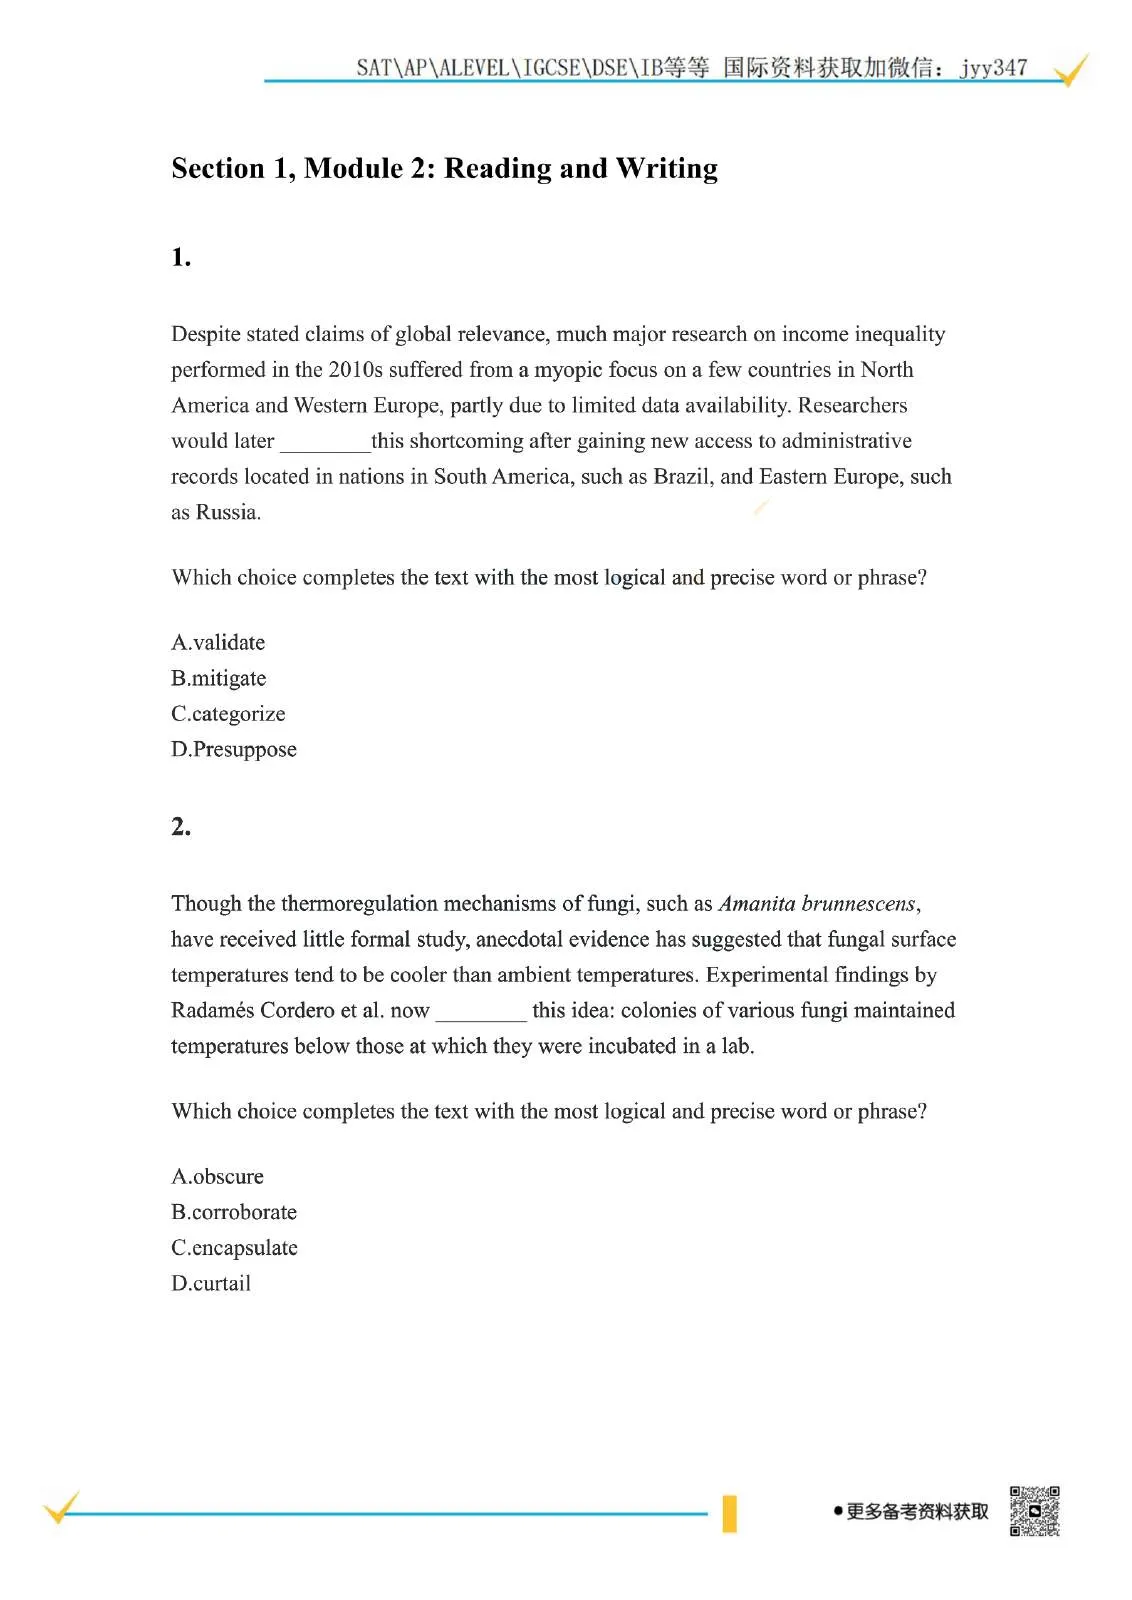 SAT\AP\ALEVEL\IGCSE\DSE\IB等等 国际资料获取加微信：jyy347
Section 1, Module 2: Reading and Writing
1.
Despite stated claims of global relevance, much major research on income inequality
performed in the 2010s suffered from a myopic focus on a few countries in North
America and Western Europe, partly due to limited data availability. Researchers
would later ________this shortcoming after gaining new access to administrative
records located in nations in South America, such as Brazil, and Eastern Europe, such
as Russia.
Which choice completes the text with the most logical and precise word or phrase?
A.validate
B.mitigate
C.categorize
D.Presuppose
2.
Though the thermoregulation mechanisms of fungi, such as Amanita brunnescens,
have received little formal study, anecdotal evidence has suggested that fungal surface
temperatures tend to be cooler than ambient temperatures. Experimental findings by
Radamés Cordero et al. now ________ this idea: colonies of various fungi maintained
temperatures below those at which they were incubated in a lab.
Which choice completes the text with the most logical and precise word or phrase?
A.obscure
B.corroborate
C.encapsulate
D.curtail
•更多备考资料获取